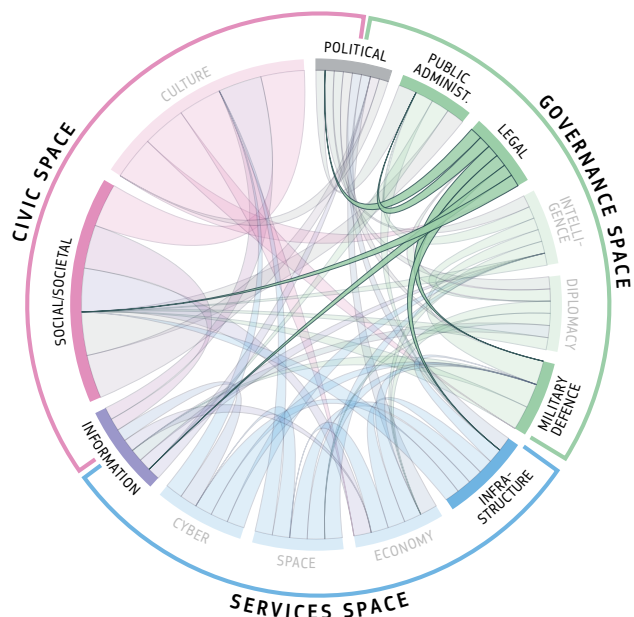 POLITICAL
PUBLIC
ADMINIST.
LEGAL
INTELLI-
GENCE
DIPLOMACY
MILITARY
DEFENCE
INFRA-
STRUCTURE
ECONOMY
SPACE
CYBER
INFORMATION
SOCIAL/SOCIETAL
CULTURE
CIVIC SPACE
GOVERNANCE SPACE
SERVICES SPACE